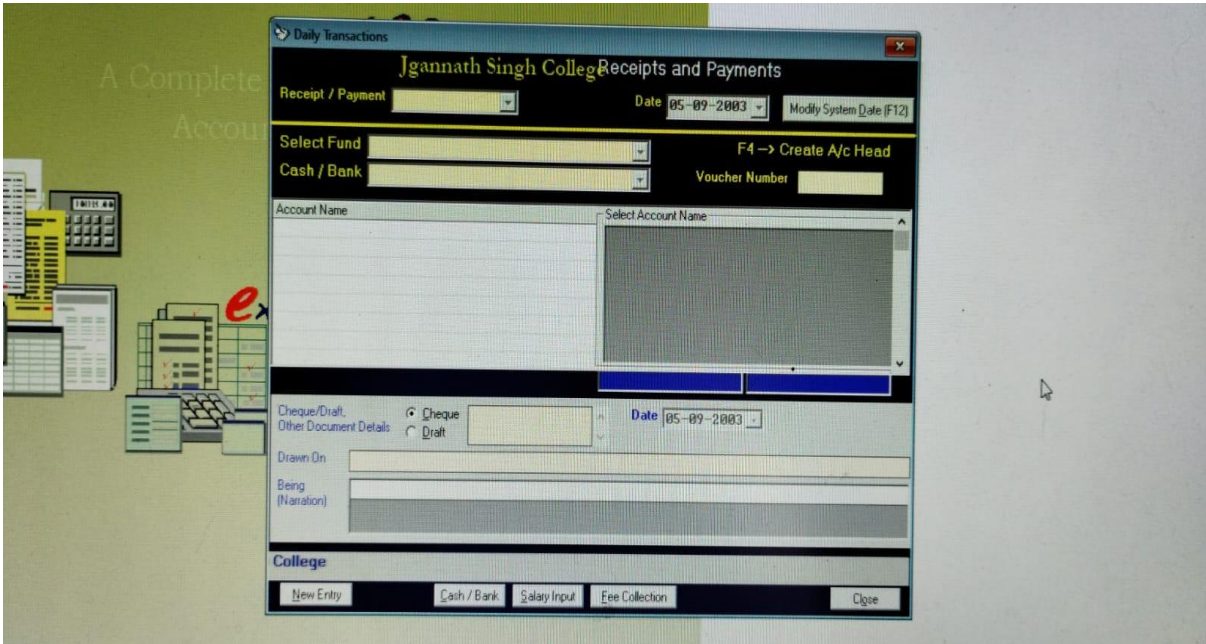 Daily Transactions
Jgannath Singh College Receipts and Payments
Receipt / Payment
Date 05-09-2003 Modify System Date (F12)
A Complete
Accoun
Select Fund
F4 --> Create A/c Head
Cash / Bank
Voucher Number
Account Name
Select Account Name
ex
Cheque/Draft,
Other Document Details
Cheque
Draft
Date 05-09-2003
Drawn On
Being
(Narration)
College
New Entry Cash / Bank Salary Input Fee Collection Close